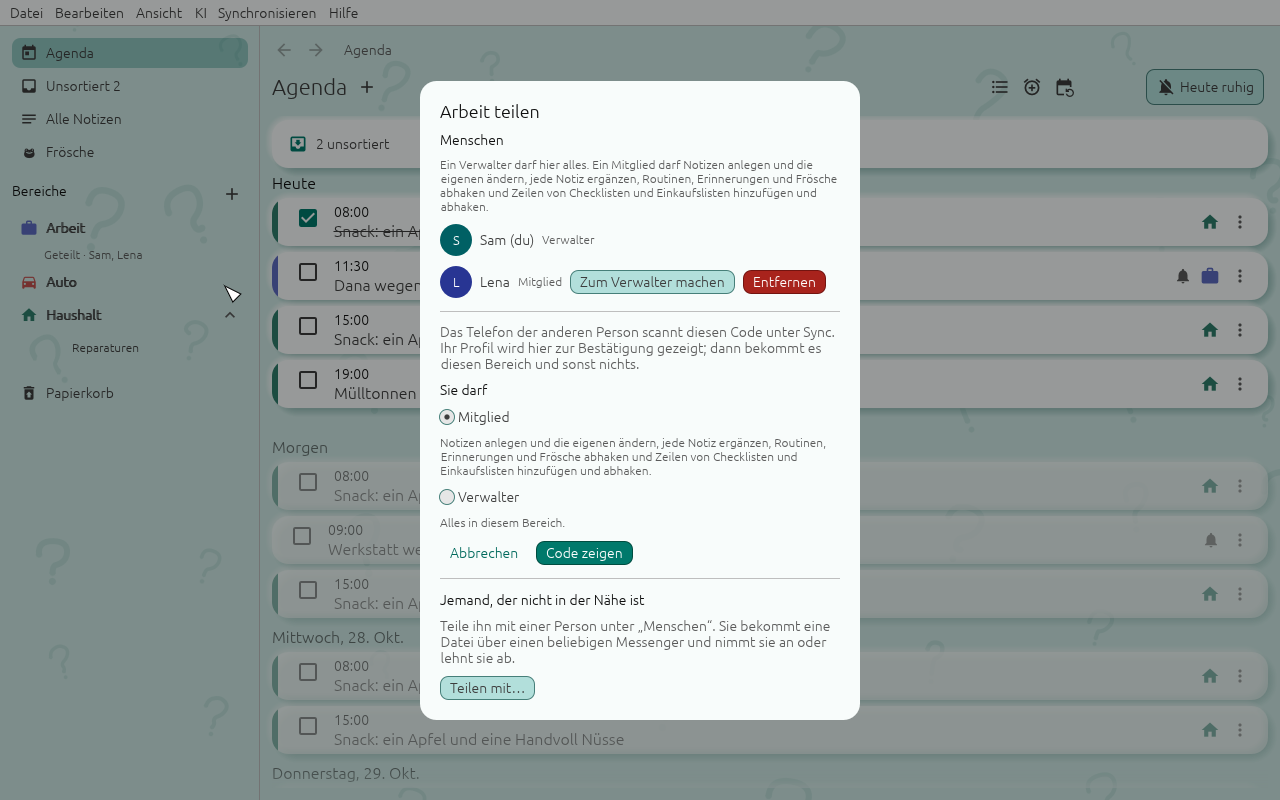 Datei Bearbeiten Ansicht KI Synchronisieren Hilfe
Agenda
Unsortiert 2
Alle Notizen
Frösche
Bereiche
Arbeit
Geteilt · Sam, Lena
Auto
Haushalt
Reparaturen
Papierkorb
Agenda
Agenda
Heute ruhig
2 unsortiert
Heute
08:00
Snack: ein
11:30
Dana wegen
15:00
Snack: ein
19:00
Mülltonnen
Morgen
08:00
Snack: ein
09:00
Werkstatt
15:00
Snack: ein
Mittwoch, 28. Okt.
08:00
Snack: ein
15:00
Snack: ein Apfel und eine Handvoll Nüsse
Donnerstag, 29. Okt.
Arbeit teilen
Menschen
Ein Verwalter darf hier alles. Ein Mitglied darf Notizen anlegen und die
eigenen ändern, jede Notiz ergänzen, Routinen, Erinnerungen und Frösche
abhaken und Zeilen von Checklisten und Einkaufslisten hinzufügen und
abhaken.
S Sam (du) Verwalter
L Lena Mitglied Zum Verwalter machen Entfernen
Das Telefon der anderen Person scannt diesen Code unter Sync.
Ihr Profil wird hier zur Bestätigung gezeigt; dann bekommt es
diesen Bereich und sonst nichts.
Sie darf
Mitglied
Notizen anlegen und die eigenen ändern, jede Notiz ergänzen, Routinen,
Erinnerungen und Frösche abhaken und Zeilen von Checklisten und
Einkaufslisten hinzufügen und abhaken.
Verwalter
Alles in diesem Bereich.
Abbrechen Code zeigen
Jemand, der nicht in der Nähe ist
Teile ihn mit einer Person unter „Menschen“. Sie bekommt eine
Datei über einen beliebigen Messenger und nimmt sie an oder
lehnt sie ab.
Teilen mit…